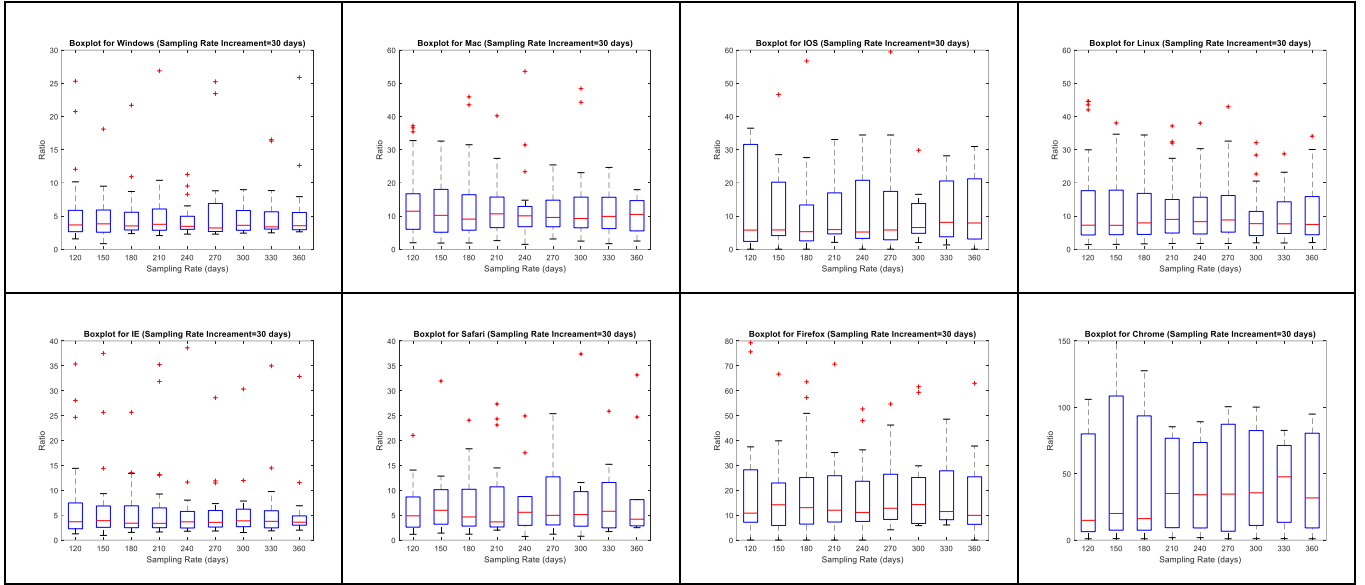 Boxplot for Windows (Sampling Rate Increament=30 days)
30
25
20
15
10
5
0
Ratio
120 150 180 210 240 270 300 330 360
Sampling Rate (days)
Boxplot for Mac (Sampling Rate Increament=30 days)
60
50
40
30
20
10
0
Ratio
120 150 180 210 240 270 300 330 360
Sampling Rate (days)
Boxplot for IOS (Sampling Rate Increament=30 days)
60
50
40
30
20
10
0
Ratio
120 150 180 210 240 270 300 330 360
Sampling Rate (days)
Boxplot for Linux (Sampling Rate Increament=30 days)
60
50
40
30
20
10
0
Ratio
120 150 180 210 240 270 300 330 360
Sampling Rate (days)
Boxplot for IE (Sampling Rate Increament=30 days)
40
35
30
25
20
15
10
5
0
Ratio
120 150 180 210 240 270 300 330 360
Sampling Rate (days)
Boxplot for Safari (Sampling Rate Increament=30 days)
40
35
30
25
20
15
10
5
0
Ratio
120 150 180 210 240 270 300 330 360
Sampling Rate (days)
Boxplot for Firefox (Sampling Rate Increament=30 days)
80
70
60
50
40
30
20
10
0
Ratio
120 150 180 210 240 270 300 330 360
Sampling Rate (days)
Boxplot for Chrome (Sampling Rate Increament=30 days)
150
100
50
0
Ratio
120 150 180 210 240 270 300 330 360
Sampling Rate (days)